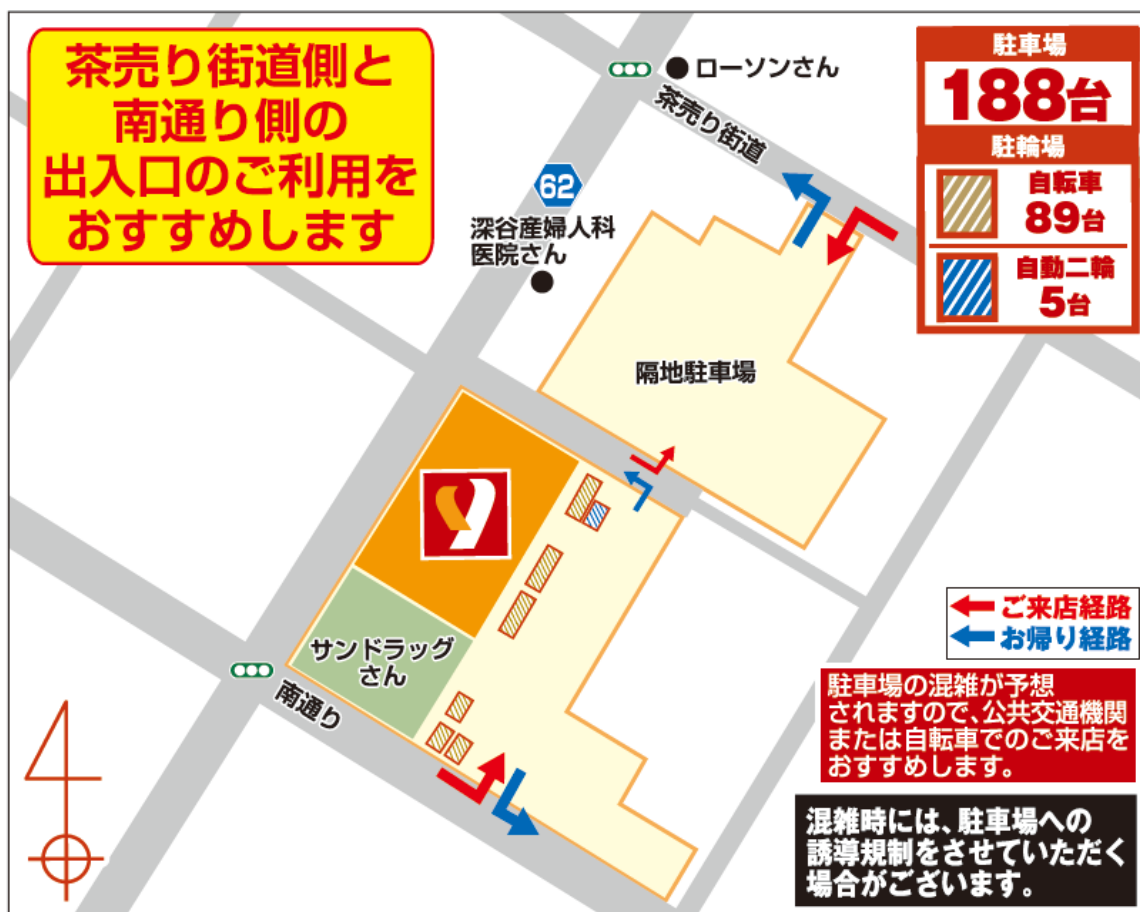 茶売り街道側と
南通り側の
出入口のご利用を
おすすめします
ローソンさん
茶売り街道
62
深谷産婦人科
医院さん
駐車場
188台
駐輪場
自転車
89台
自動二輪
5台
隔地駐車場
サンドラッグ
さん
南通り
ご来店経路
お帰り経路
駐車場の混雑が予想
されますので、公共交通機関
または自転車でのご来店を
おすすめします。
混雑時には、駐車場への
誘導規制をさせていただく
場合がございます。